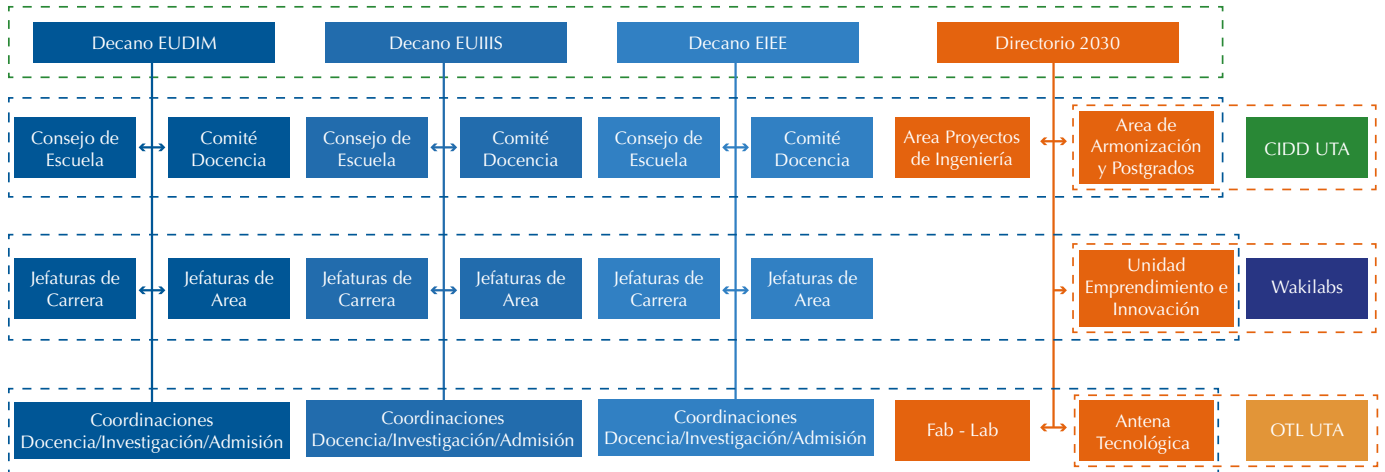 Decano EUDIM
Decano EUIIIS
Decano EIEE
Directorio 2030
Consejo de
Escuela
Comité
Docencia
Consejo de
Escuela
Comité
Docencia
Consejo de
Escuela
Comité
Docencia
Area Proyectos
de Ingeniería
Area de
Armonización
y Postgrados
CIDD UTA
Jefaturas de
Carrera
Jefaturas de
Area
Jefaturas de
Carrera
Jefaturas de
Area
Jefaturas de
Carrera
Jefaturas de
Area
Unidad
Emprendimiento e
Innovación
Wakilabs
Coordinaciones
Docencia/Investigación/Admisión
Coordinaciones
Docencia/Investigación/Admisión
Coordinaciones
Docencia/Investigación/Admisión
Fab - Lab
Antena
Tecnológica
OTL UTA